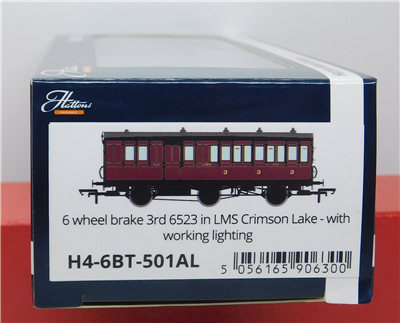 Hattons
6 wheel brake 3rd 6523 in LMS Crimson Lake - with
working lighting
H4-6BT-501AL
5 056165 906300